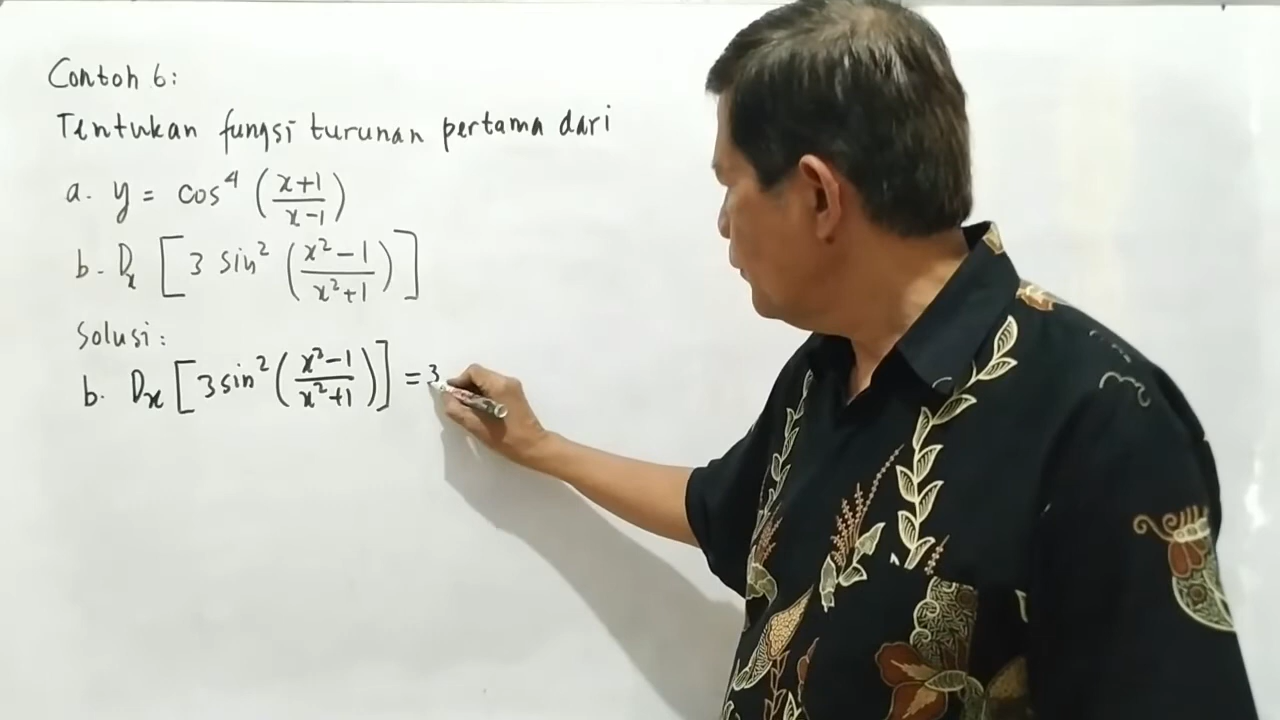 Contoh 6:
Tentukan fungsi turunan pertama dari
a. y = cos⁴ ((x+1)/(x-1))
b. Dₓ [3 sin² ((x²-1)/(x²+1))]
Solusi:
b. Dₓ [3 sin² ((x²-1)/(x²+1))] = 3